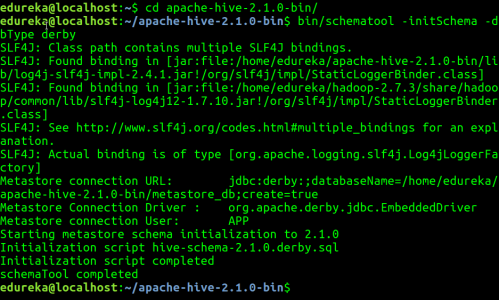 edureka@localhost:~$ cd apache-hive-2.1.0-bin/
edureka@localhost:~/apache-hive-2.1.0-bin$ bin/schematool -initSchema -d
bType derby
SLF4J: Class path contains multiple SLF4J bindings.
SLF4J: Found binding in [jar:file:/home/edureka/apache-hive-2.1.0-bin/li
b/log4j-slf4j-impl-2.4.1.jar!/org/slf4j/impl/StaticLoggerBinder.class]
SLF4J: Found binding in [jar:file:/home/edureka/hadoop-2.7.3/share/hadoo
p/common/lib/slf4j-log4j12-1.7.10.jar!/org/slf4j/impl/StaticLoggerBinder
.class]
SLF4J: See http://www.slf4j.org/codes.html#multiple_bindings for an expl
anation.
SLF4J: Actual binding is of type [org.apache.logging.slf4j.Log4jLoggerFa
ctory]
Metastore connection URL: jdbc:derby:;databaseName=/home/edureka/
apache-hive-2.1.0-bin/metastore_db;create=true
Metastore Connection Driver : org.apache.derby.jdbc.EmbeddedDriver
Metastore connection User: APP
Starting metastore schema initialization to 2.1.0
Initialization script hive-schema-2.1.0.derby.sql
Initialization script completed
schemaTool completed
edureka@localhost:~/apache-hive-2.1.0-bin$